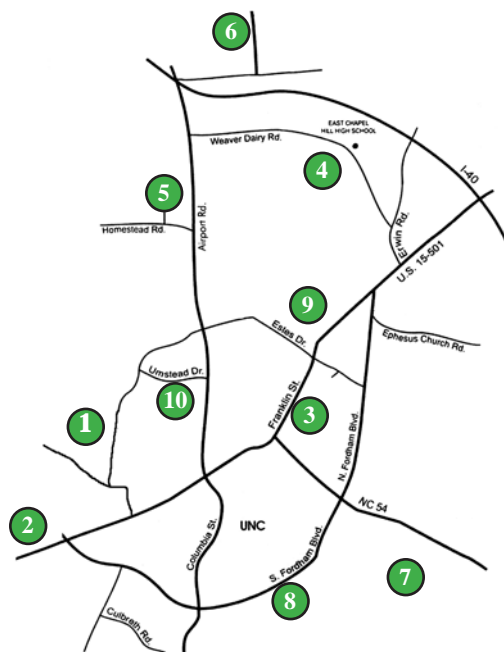 6
EAST CHAPEL
HILL HIGH SCHOOL
Weaver Dairy Rd.
4
I-40
5
Homestead Rd.
Airport Rd.
Erwin Rd.
U.S. 15-501
9
Estes Dr.
Ephesus Church Rd.
Umstead Dr.
10
1
Franklin St.
3
N. Fordham Blvd.
2
NC 54
UNC
Columbia St.
S. Fordham Blvd.
7
8
Culbreth Rd.